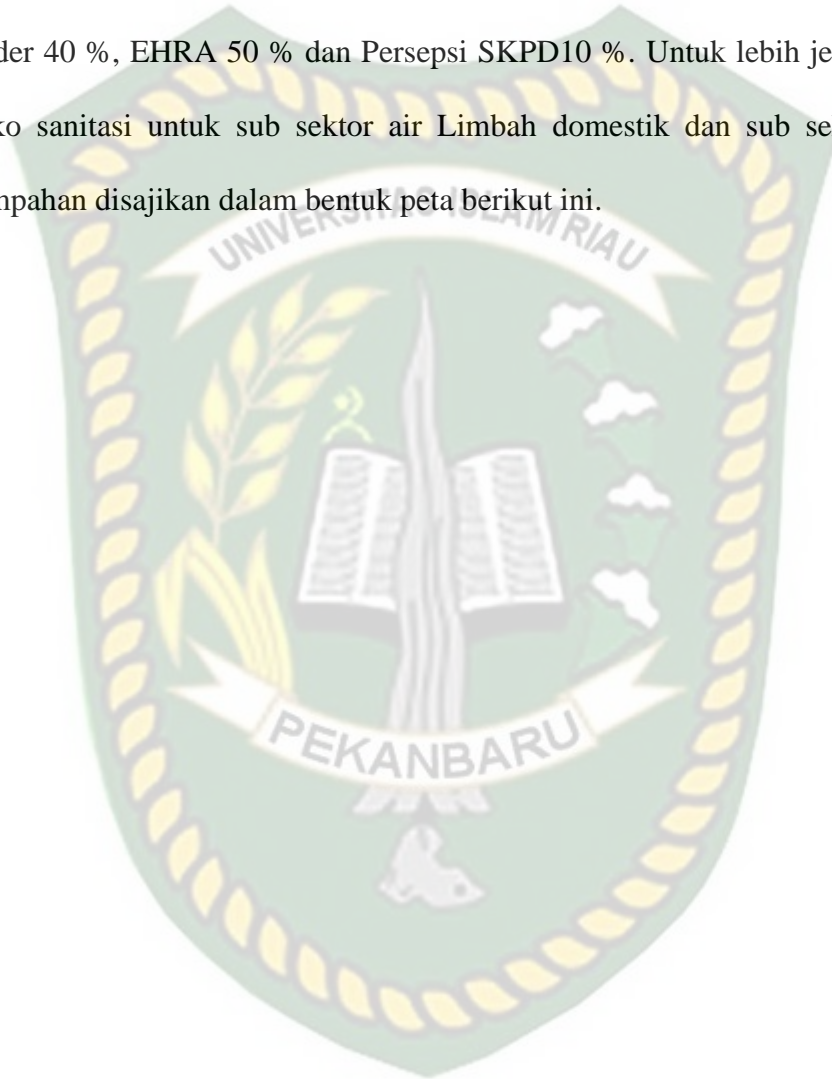 der 40 %, EHRA 50 % dan Persepsi SKPD10 %. Untuk lebih je
ko sanitasi untuk sub sektor air Limbah domestik dan sub se
npahan disajikan dalam bentuk peta berikut ini.
UNIVERSITAS ISLAM RIAU
PEKANBARU